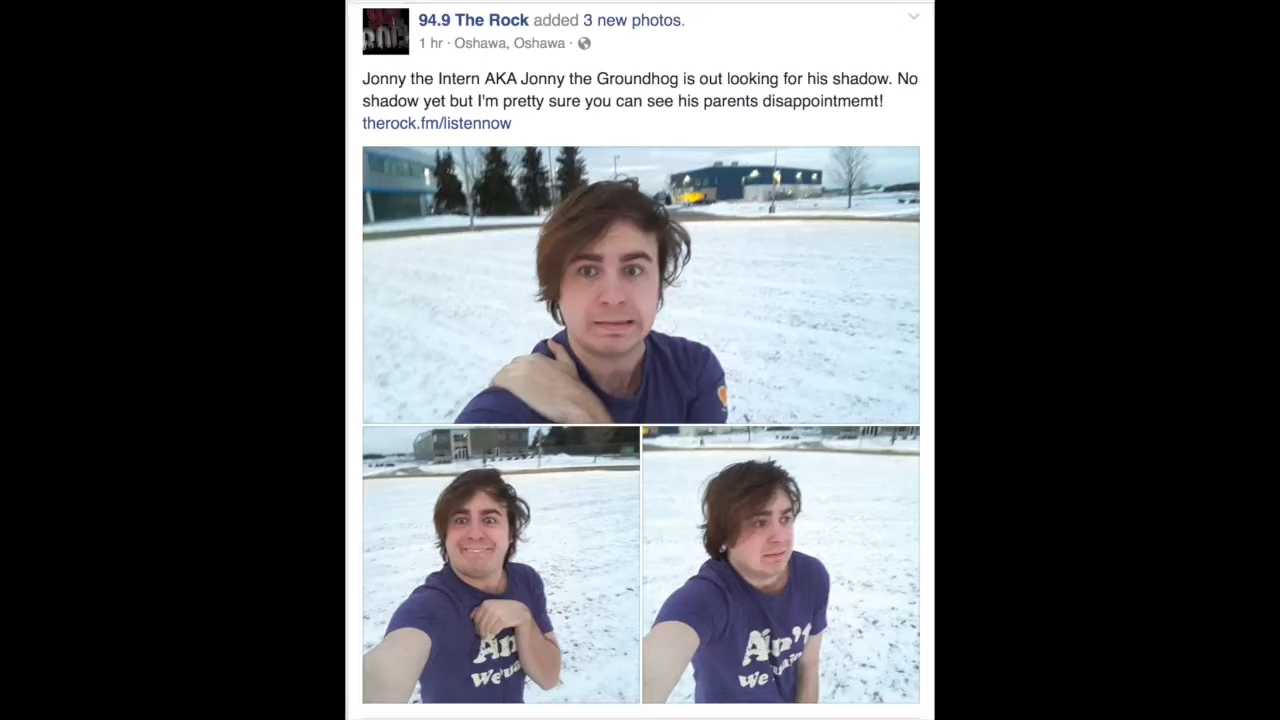 94.9 The Rock added 3 new photos.
1 hr · Oshawa, Oshawa ·
Jonny the Intern AKA Jonny the Groundhog is out looking for his shadow. No
shadow yet but I'm pretty sure you can see his parents disappointmemt!
therock.fm/listennow